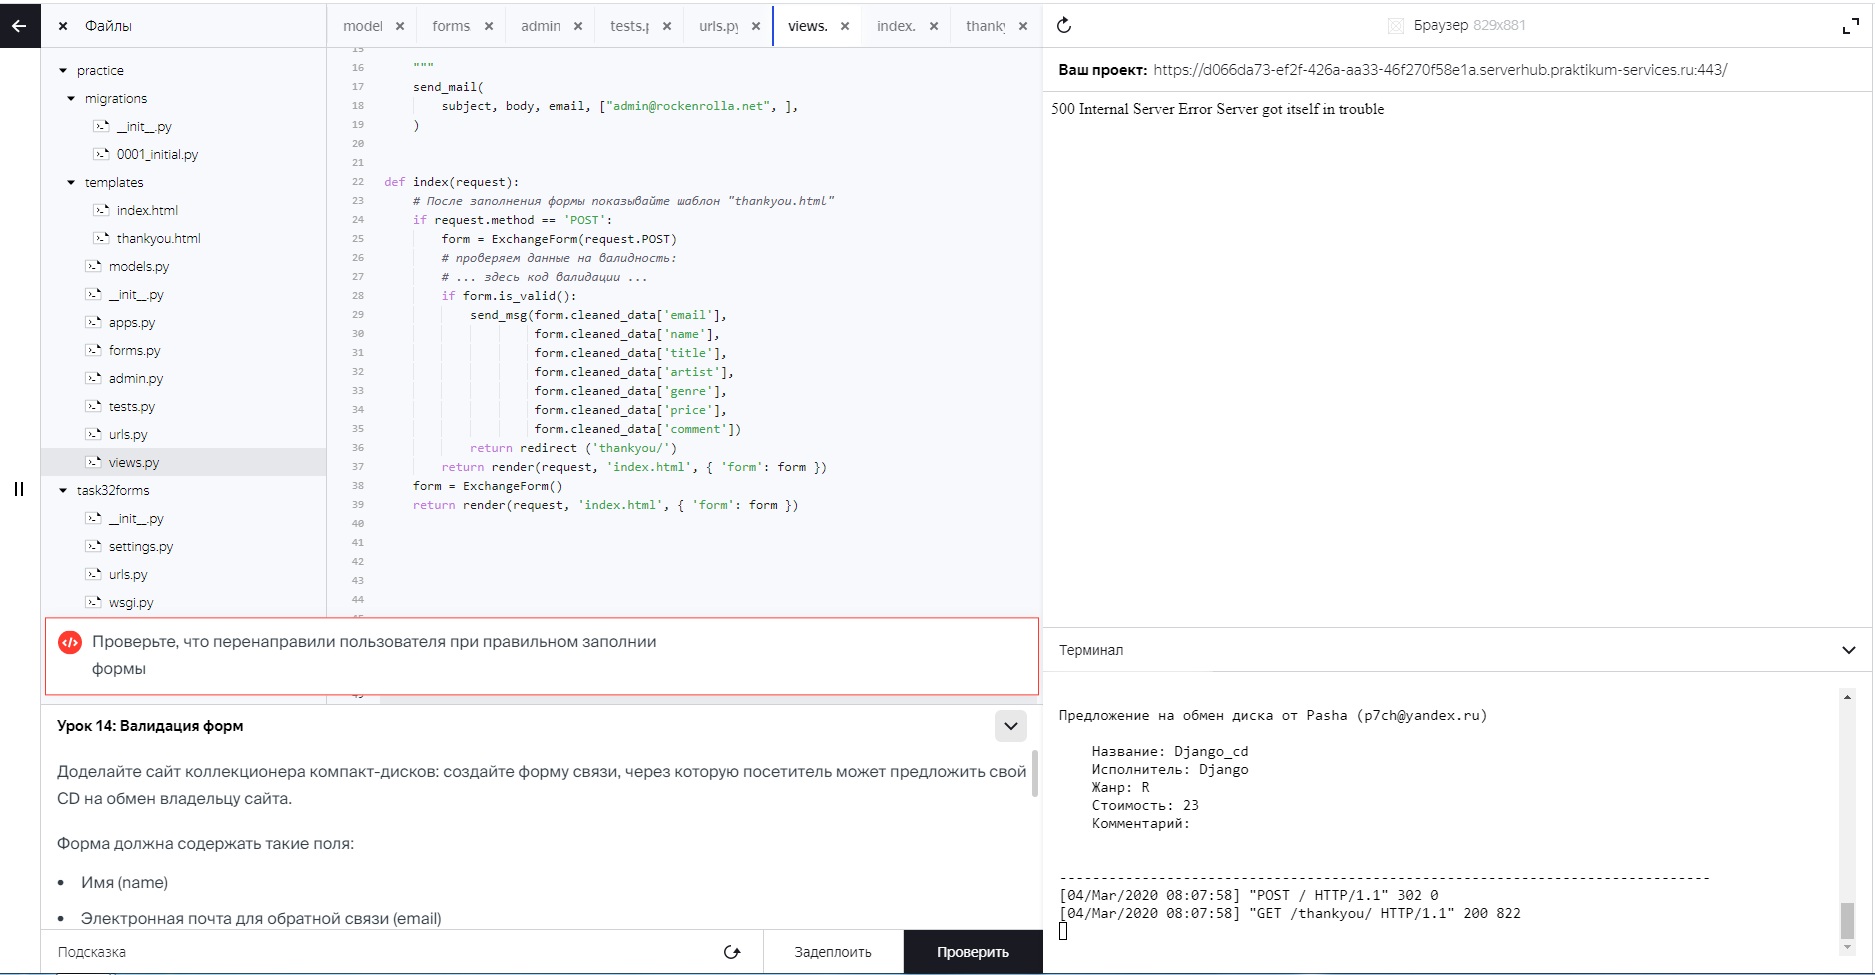 Файлы
model
forms
admin
tests.p
urls.py
views.
index.
thank
Браузер 829x881
practice
migrations
__init__.py
0001_initial.py
templates
index.html
thankyou.html
models.py
__init__.py
apps.py
forms.py
admin.py
tests.py
urls.py
views.py
task32forms
__init__.py
settings.py
urls.py
wsgi.py
15
16 """
17 send_mail(
18 subject, body, email, ["admin@rockenrolla.net", ],
19 )
20
21
22 def index(request):
23 # После заполнения формы показывайте шаблон "thankyou.html"
24 if request.method == 'POST':
25 form = ExchangeForm(request.POST)
26 # проверяем данные на валидность:
27 # ... здесь код валидации ...
28 if form.is_valid():
29 send_msg(form.cleaned_data['email'],
30 form.cleaned_data['name'],
31 form.cleaned_data['title'],
32 form.cleaned_data['artist'],
33 form.cleaned_data['genre'],
34 form.cleaned_data['price'],
35 form.cleaned_data['comment'])
36 return redirect ('thankyou/')
37 return render(request, 'index.html', { 'form': form })
38 form = ExchangeForm()
39 return render(request, 'index.html', { 'form': form })
40
41
42
43
44
Проверьте, что перенаправили пользователя при правильном заполнии
формы
Урок 14: Валидация форм
Доделайте сайт коллекционера компакт-дисков: создайте форму связи, через которую посетитель может предложить свой
CD на обмен владельцу сайта.
Форма должна содержать такие поля:
• Имя (name)
• Электронная почта для обратной связи (email)
Подсказка
Задеплоить
Проверить
Ваш проект: https://d066da73-ef2f-426a-aa33-46f270f58e1a.serverhub.praktikum-services.ru:443/
500 Internal Server Error Server got itself in trouble
Терминал
Предложение на обмен диска от Pasha (p7ch@yandex.ru)
Название: Django_cd
Исполнитель: Django
Жанр: R
Стоимость: 23
Комментарий:
-------------------------------------------------------------------------------
[04/Mar/2020 08:07:58] "POST / HTTP/1.1" 302 0
[04/Mar/2020 08:07:58] "GET /thankyou/ HTTP/1.1" 200 822